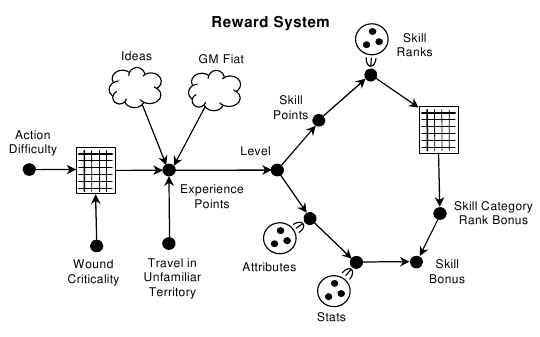 Reward System
Ideas
GM Fiat
Skill
Ranks
Skill
Points
Action
Difficulty
Level
Experience
Points
Skill Category
Rank Bonus
Wound
Criticality
Travel in
Unfamiliar
Territory
Attributes
Skill
Bonus
Stats